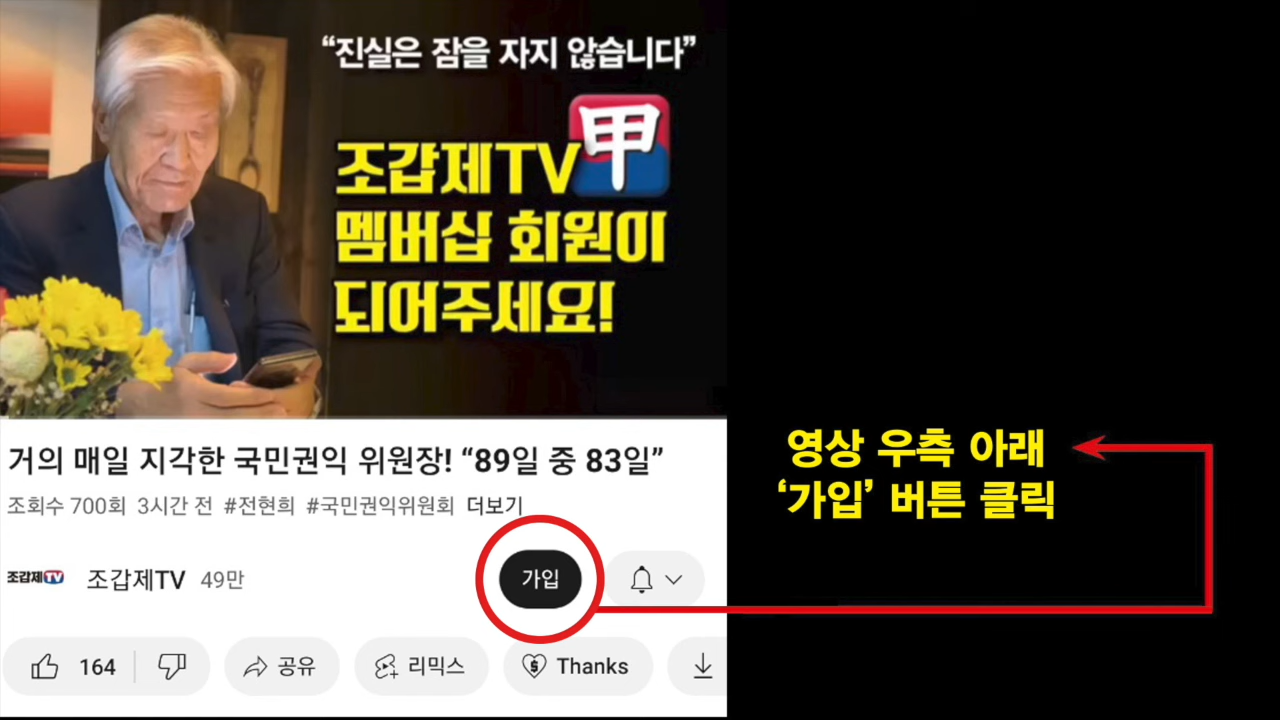 “진실은 잠을 자지 않습니다”
조갑제TV甲
멤버십 회원이
되어주세요!
거의 매일 지각한 국민권익 위원장! “89일 중 83일”
조회수 700회 3시간 전 #전현희 #국민권익위원회 더보기
조갑제TV 조갑제TV 49만 가입
164 공유 리믹스 Thanks
영상 우측 아래
‘가입’ 버튼 클릭